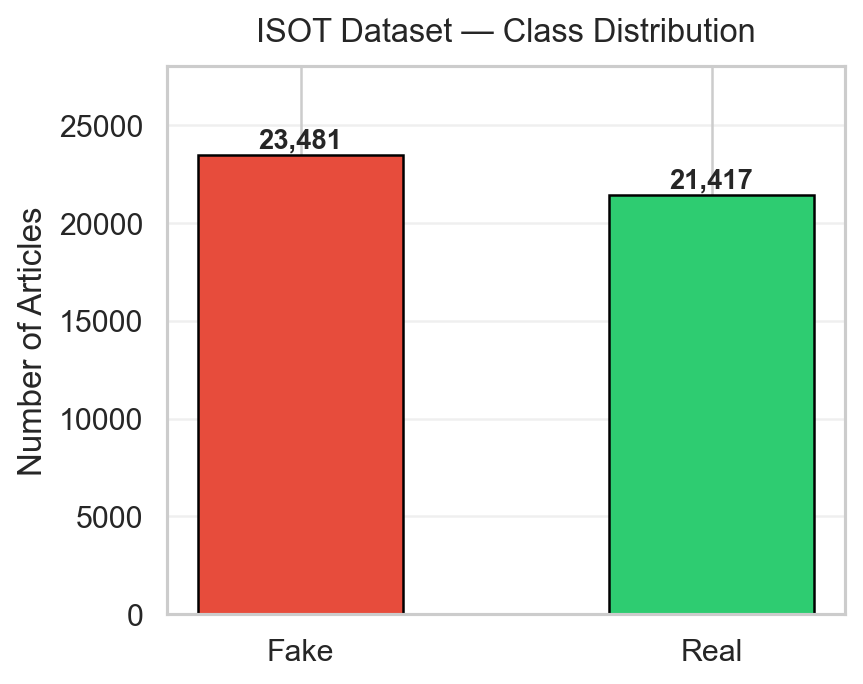 ISOT Dataset — Class Distribution
Number of Articles
25000
20000
15000
10000
5000
0
23,481
21,417
Fake
Real